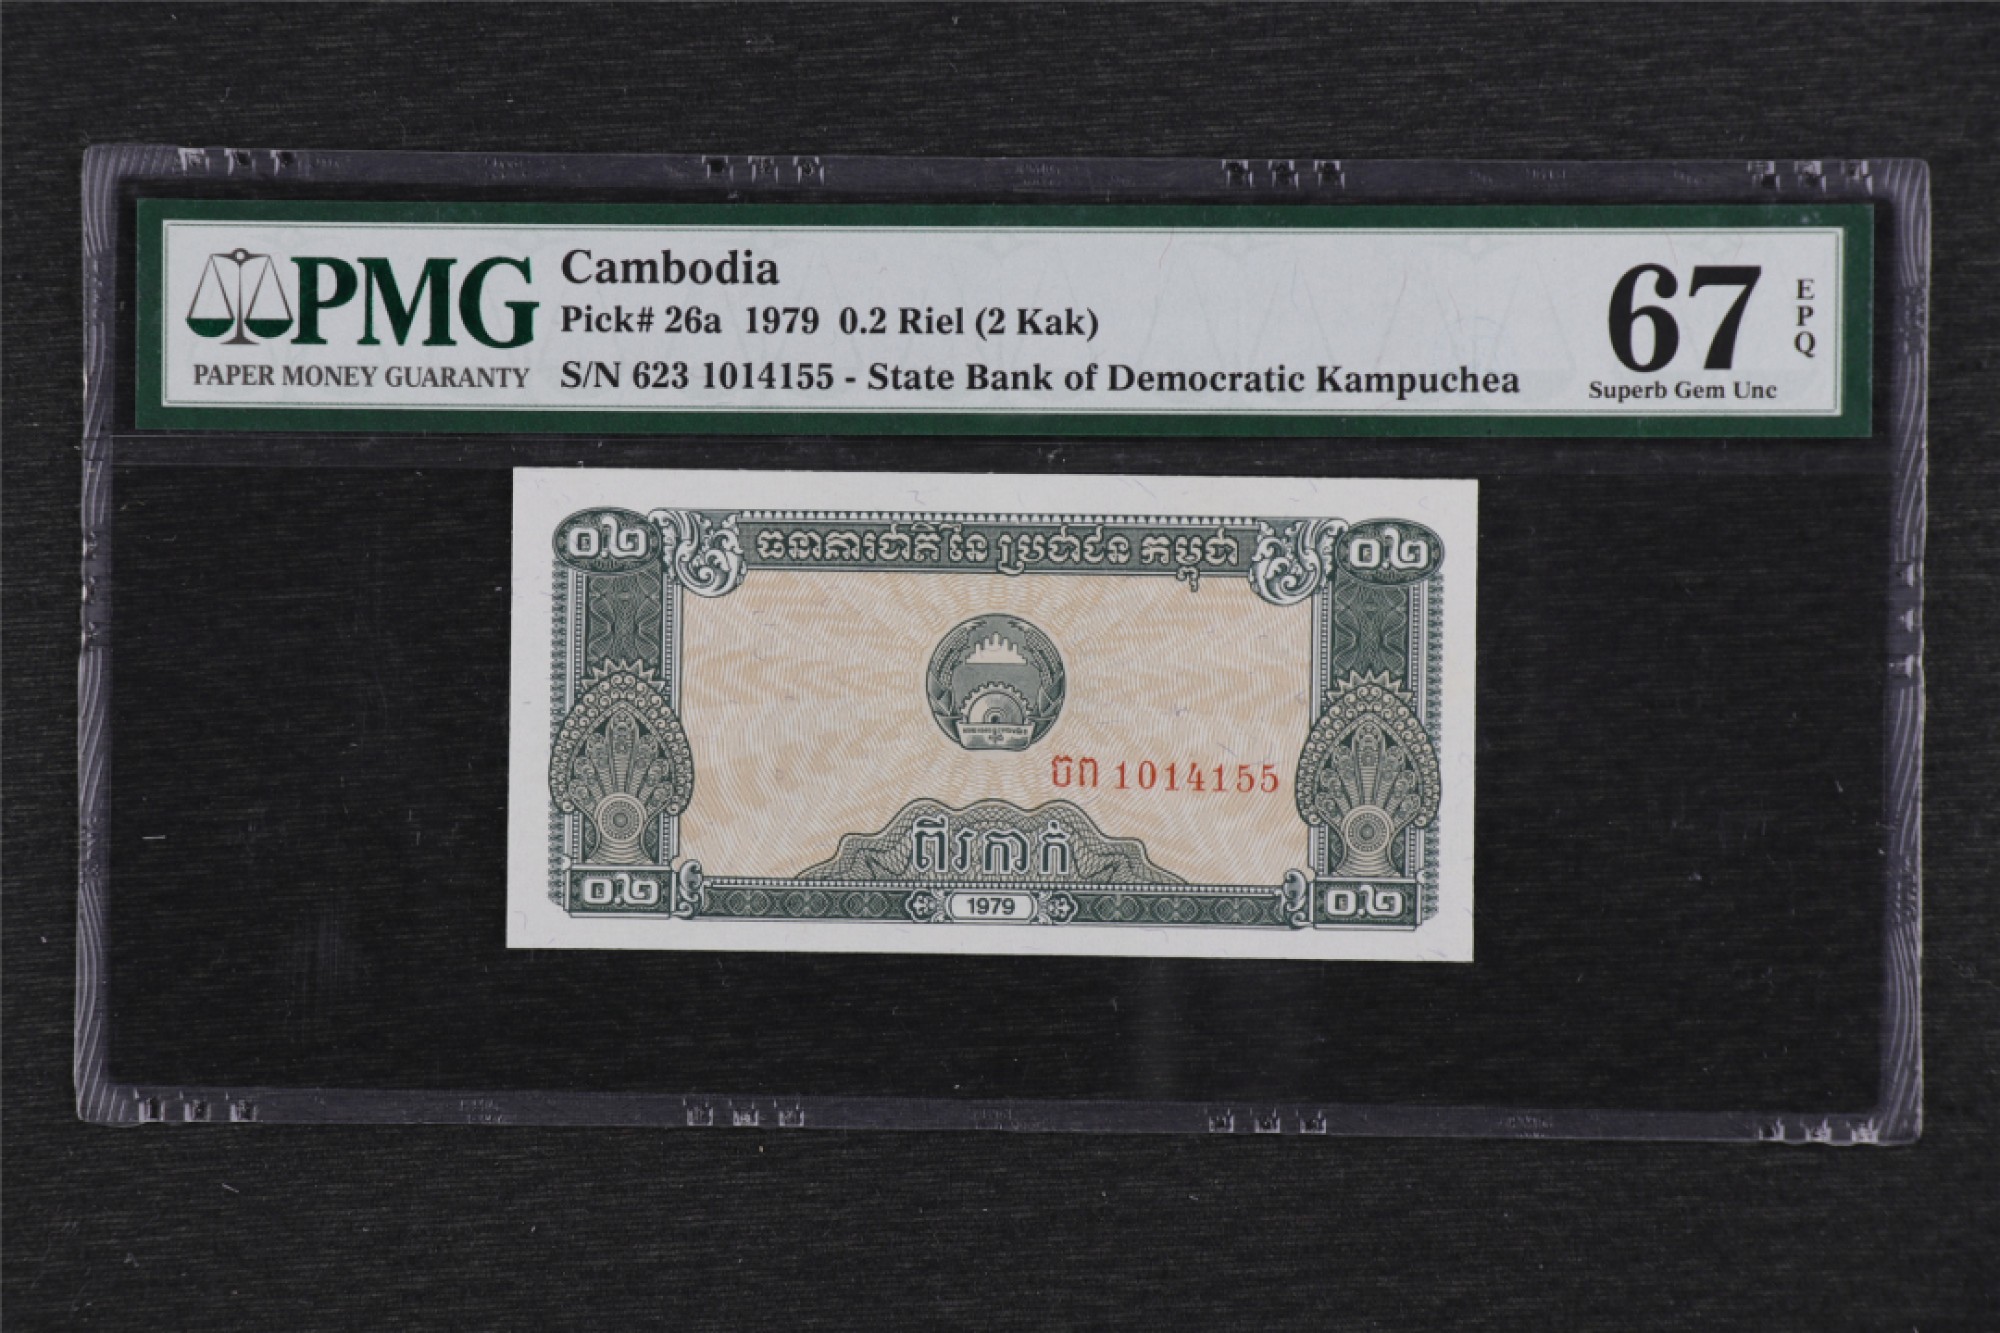 PMG
PAPER MONEY GUARANTY
Cambodia
Pick# 26a 1979 0.2 Riel (2 Kak)
S/N 623 1014155 - State Bank of Democratic Kampuchea
67
EPQ
Superb Gem Unc
០.២ ធនាគារជាតិ នៃ ប្រជាជន កម្ពុជា ០.២
ចព 1014155
ពីរកាក់
០.២ 1979 ០.២